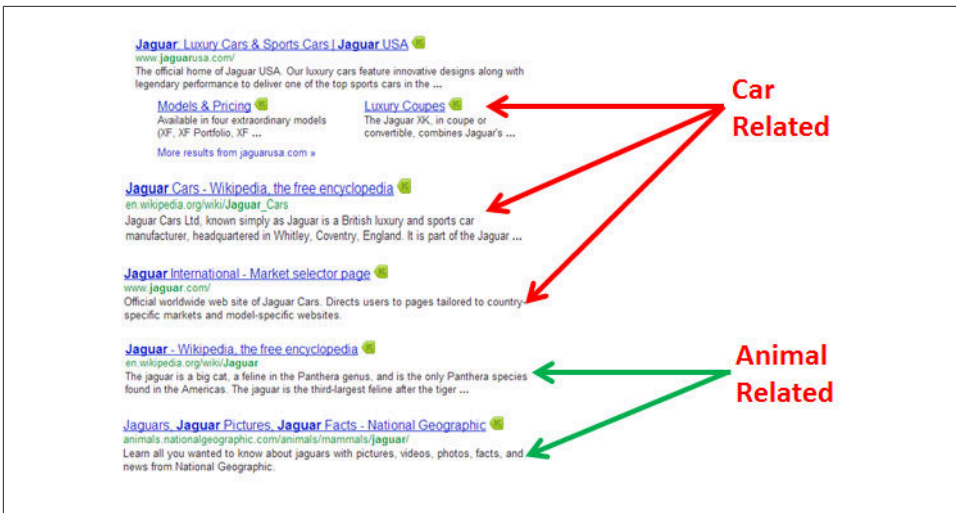 Jaguar: Luxury Cars & Sports Cars | Jaguar USA
www.jaguarusa.com/
The official home of Jaguar USA. Our luxury cars feature innovative designs along with
legendary performance to deliver one of the top sports cars in the ...
Models & Pricing
Available in four extraordinary models
(XF, XF Portfolio, XF ...
Luxury Coupes
The Jaguar XK, in coupe or
convertible, combines Jaguar's ...
More results from jaguarusa.com »
Car
Related
Jaguar Cars - Wikipedia, the free encyclopedia
en.wikipedia.org/wiki/Jaguar_Cars
Jaguar Cars Ltd, known simply as Jaguar is a British luxury and sports car
manufacturer, headquartered in Whitley, Coventry, England. It is part of the Jaguar ...
Jaguar International - Market selector page
www.jaguar.com/
Official worldwide web site of Jaguar Cars. Directs users to pages tailored to country-
specific markets and model-specific websites.
Jaguar - Wikipedia, the free encyclopedia
en.wikipedia.org/wiki/Jaguar
The jaguar is a big cat, a feline in the Panthera genus, and is the only Panthera species
found in the Americas. The jaguar is the third-largest feline after the tiger ...
Animal
Related
Jaguars, Jaguar Pictures, Jaguar Facts - National Geographic
animals.nationalgeographic.com/animals/mammals/jaguar/
Learn all you wanted to know about jaguars with pictures, videos, photos, facts, and
news from National Geographic.